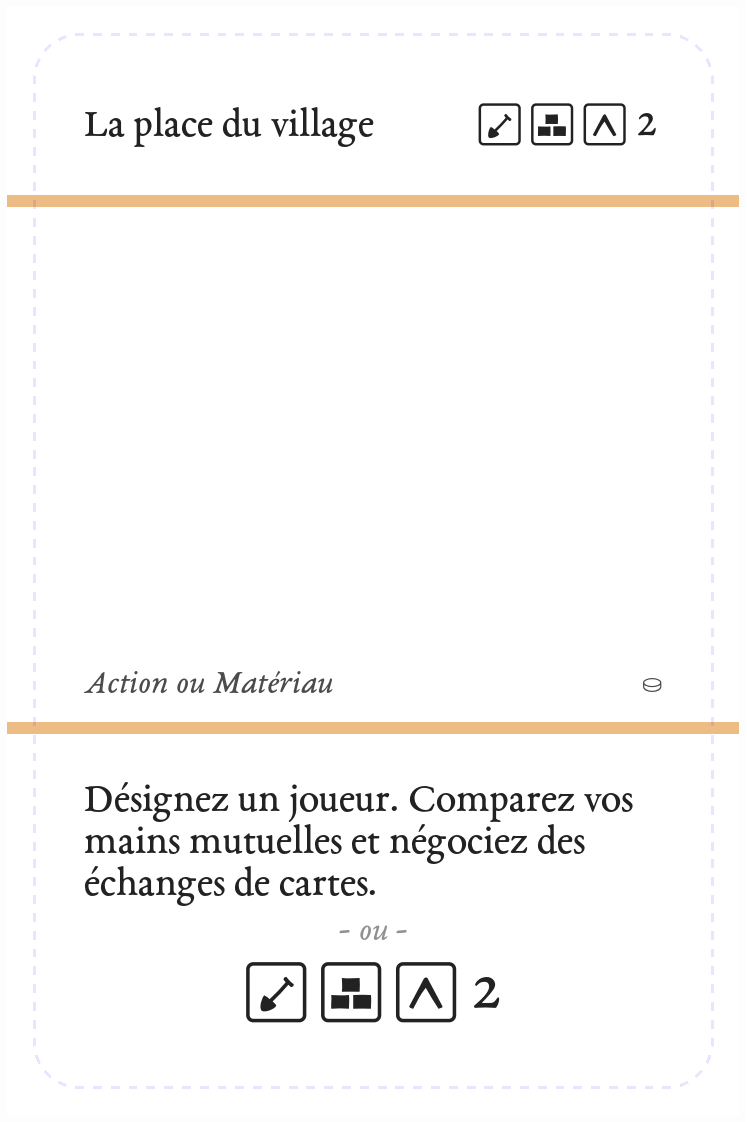 La place du village 2
Action ou Matériau
Désignez un joueur. Comparez vos
mains mutuelles et négociez des
échanges de cartes.
- ou -
2